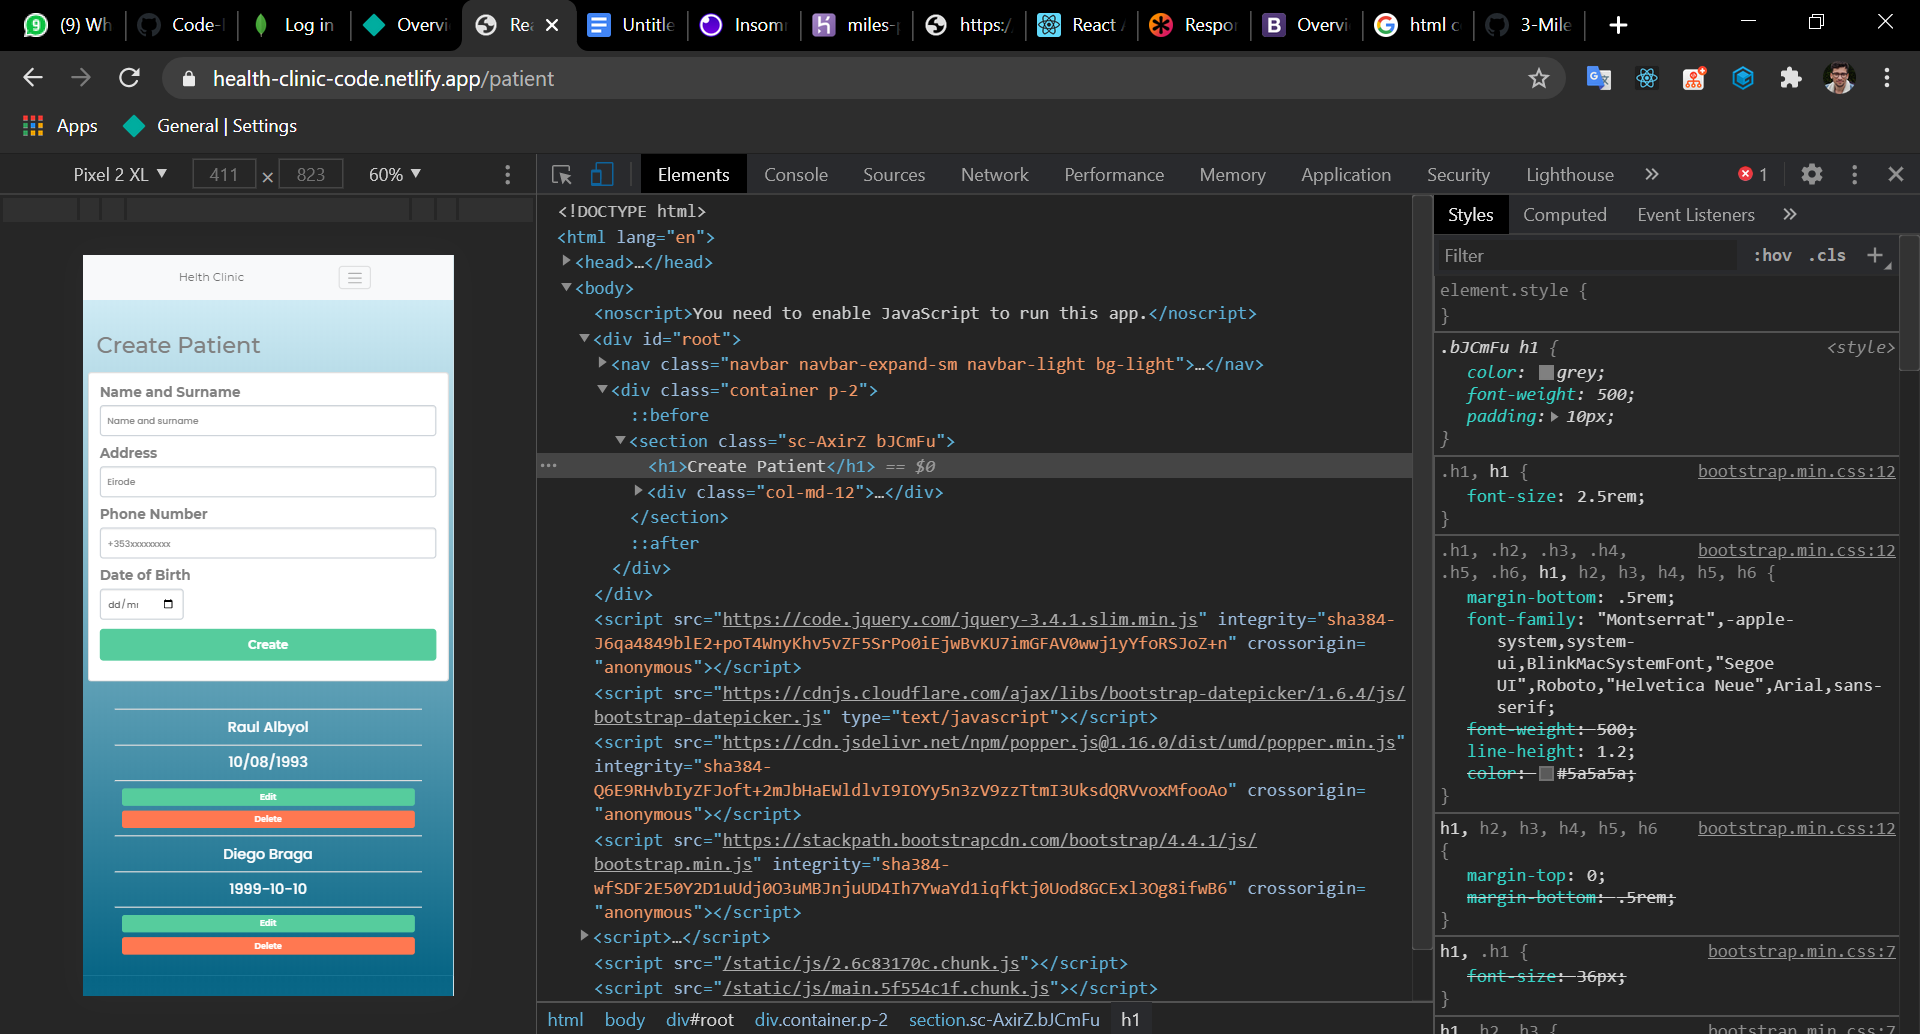 (9) Wh
Code-
Log in
Overvi
Rea
Untitle
Insomn
miles-p
https:/
React A
Respo
Overvi
html c
3-Mile
health-clinic-code.netlify.app/patient
Apps
General | Settings
Pixel 2 XL ▼
411 × 823
60% ▼
Elements
Console
Sources
Network
Performance
Memory
Application
Security
Lighthouse
»
1
Helth Clinic
Create Patient
Name and Surname
Name and surname
Address
Eirode
Phone Number
+353xxxxxxxxx
Date of Birth
dd/m
Create
Raul Albyol
10/08/1993
Edit
Delete
Diego Braga
1999-10-10
Edit
Delete
<!DOCTYPE html>
<html lang="en">
<head>…</head>
<body>
<noscript>You need to enable JavaScript to run this app.</noscript>
<div id="root">
<nav class="navbar navbar-expand-sm navbar-light bg-light">…</nav>
<div class="container p-2">
::before
<section class="sc-AxirZ bJCmFu">
<h1>Create Patient</h1> == $0
<div class="col-md-12">…</div>
</section>
::after
</div>
</div>
<script src="https://code.jquery.com/jquery-3.4.1.slim.min.js" integrity="sha384-
J6qa4849blE2+poT4WnyKhv5vZF5SrPo0iEjwBvKU7imGFAV0wwj1yYfoRSJoZ+n" crossorigin=
"anonymous"></script>
<script src="https://cdnjs.cloudflare.com/ajax/libs/bootstrap-datepicker/1.6.4/js/
bootstrap-datepicker.js" type="text/javascript"></script>
<script src="https://cdn.jsdelivr.net/npm/popper.js@1.16.0/dist/umd/popper.min.js"
integrity="sha384-
Q6E9RHvbIyZFJoft+2mJbHaEWldlvI9IOYy5n3zV9zzTtmI3UksdQRVvoxMfooAo" crossorigin=
"anonymous"></script>
<script src="https://stackpath.bootstrapcdn.com/bootstrap/4.4.1/js/
bootstrap.min.js" integrity="sha384-
wfSDF2E50Y2D1uUdj0O3uMBJnjuUD4Ih7YwaYd1iqfktj0Uod8GCExl3Og8ifwB6" crossorigin=
"anonymous"></script>
<script>…</script>
<script src="/static/js/2.6c83170c.chunk.js"></script>
<script src="/static/js/main.5f554c1f.chunk.js"></script>
html body div#root div.container.p-2 section.sc-AxirZ.bJCmFu h1
Styles
Computed
Event Listeners
»
Filter
:hov .cls +
element.style {
}
.bJCmFu h1 { <style>
color: grey;
font-weight: 500;
padding: 10px;
}
.h1, h1 { bootstrap.min.css:12
font-size: 2.5rem;
}
.h1, .h2, .h3, .h4, bootstrap.min.css:12
.h5, .h6, h1, h2, h3, h4, h5, h6 {
margin-bottom: .5rem;
font-family: "Montserrat",-apple-
system,system-
ui,BlinkMacSystemFont,"Segoe
UI",Roboto,"Helvetica Neue",Arial,sans-
serif;
font-weight: 500;
line-height: 1.2;
color: #5a5a5a;
}
h1, h2, h3, h4, h5, h6 bootstrap.min.css:12
{
margin-top: 0;
margin-bottom: .5rem;
}
h1, .h1 { bootstrap.min.css:7
font-size: 36px;
}
h1, h2, h3 { bootstrap.min.css:7